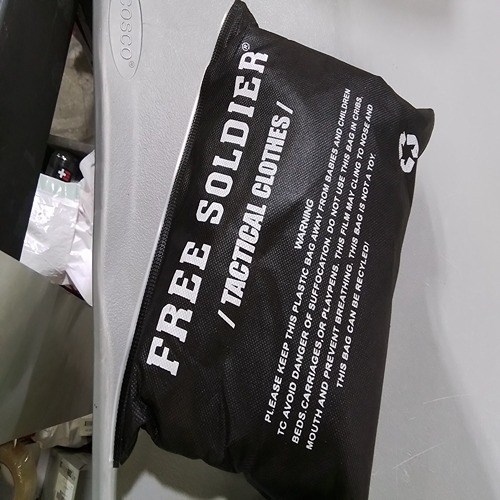 COSCO
FREE SOLDIER®
/ TACTICAL CLOTHES /
WARNING
PLEASE KEEP THIS PLASTIC BAG AWAY FROM BABIES AND CHILDREN
TC AVOID DANGER OF SUFFOCATION. DO NOT USE THIS BAG IN CRIBS,
BEDS,CARRIAGES,OR PLAYPENS. THIS FILM MAY CLING TO NOSE AND
MOUTH AND PREVENT BREATHING. THIS BAG IS NOT A TOY.
THIS BAG CAN BE RECYLED!